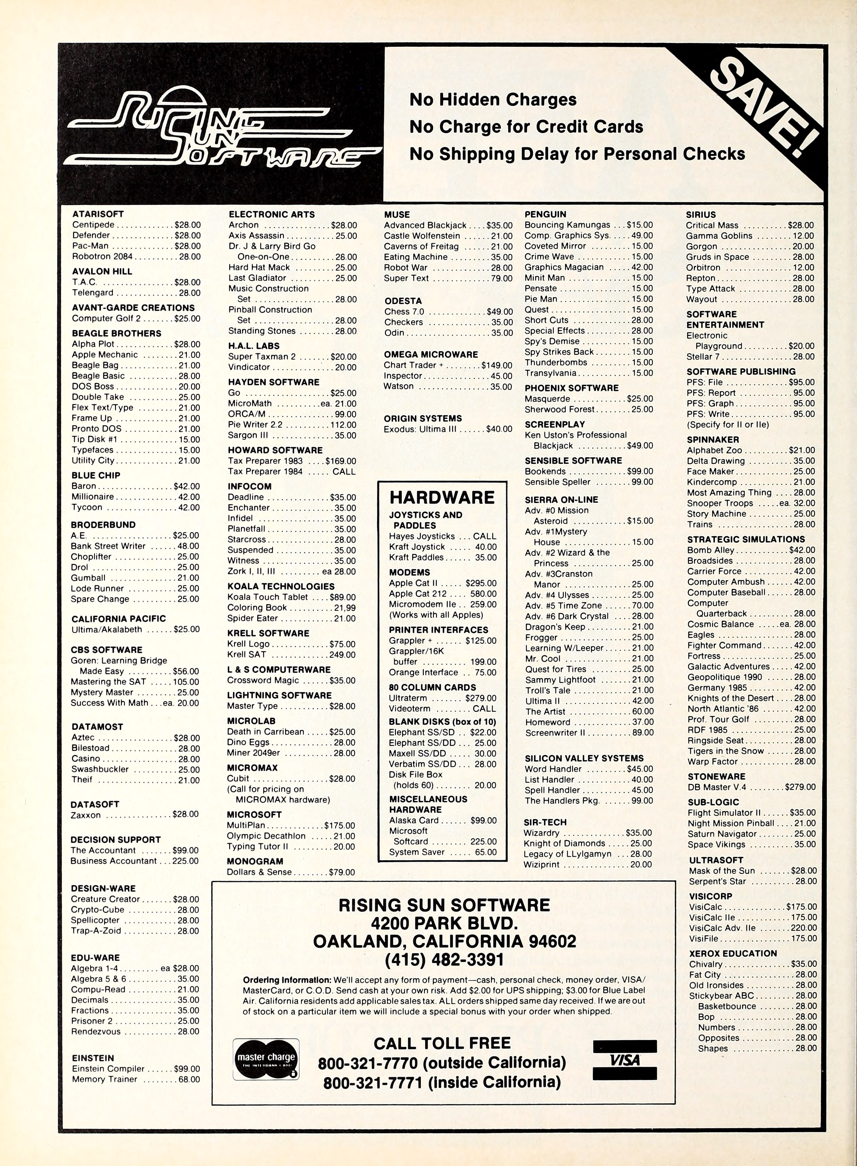 RISING
SUN
SOFTWARE
No Hidden Charges
No Charge for Credit Cards
No Shipping Delay for Personal Checks
SAVE!
ATARISOFT
Centipede ............ $28.00
Defender ............. $28.00
Pac-Man .............. $28.00
Robotron 2084 .......... 28.00
AVALON HILL
T.A.C. ................ $28.00
Telengard .............. 28.00
AVANT-GARDE CREATIONS
Computer Golf 2 ...... $25.00
BEAGLE BROTHERS
Alpha Plot ............. $28.00
Apple Mechanic ........ 21.00
Beagle Bag ............. 21.00
Beagle Basic ........... 28.00
DOS Boss .............. 20.00
Double Take ............ 25.00
Flex Text/Type .......... 21.00
Frame Up .............. 21.00
Pronto DOS ............ 21.00
Tip Disk #1 ............. 15.00
Typefaces .............. 15.00
Utility City .............. 21.00
BLUE CHIP
Baron ................. $42.00
Millionaire .............. 42.00
Tycoon ................ 42.00
BRODERBUND
A.E. .................. $25.00
Bank Street Writer ...... 48.00
Choplifter .............. 25.00
Drol ................... 25.00
Gumball ............... 21.00
Lode Runner ........... 25.00
Spare Change .......... 25.00
CALIFORNIA PACIFIC
Ultima/Akalabeth ...... $25.00
CBS SOFTWARE
Goren: Learning Bridge
Made Easy .......... $56.00
Mastering the SAT ..... 105.00
Mystery Master ......... 25.00
Success With Math ...ea. 20.00
DATAMOST
Aztec ................. $28.00
Bilestoad ............... 28.00
Casino ................. 28.00
Swashbuckler .......... 25.00
Theif .................. 21.00
DATASOFT
Zaxxon ............... $28.00
DECISION SUPPORT
The Accountant ....... $99.00
Business Accountant ... 225.00
DESIGN-WARE
Creature Creator ....... $28.00
Crypto-Cube ........... 28.00
Spellicopter ............ 28.00
Trap-A-Zoid ............ 28.00
EDU-WARE
Algebra 1-4 ......... ea $28.00
Algebra 5 & 6 ........... 35.00
Compu-Read ........... 21.00
Decimals ............... 35.00
Fractions ............... 35.00
Prisoner 2 .............. 25.00
Rendezvous ............ 28.00
EINSTEIN
Einstein Compiler ...... $99.00
Memory Trainer ........ 68.00
ELECTRONIC ARTS
Archon ............... $28.00
Axis Assassin ........... 25.00
Dr. J & Larry Bird Go
One-on-One .......... 26.00
Hard Hat Mack ......... 25.00
Last Gladiator .......... 25.00
Music Construction
Set .................. 28.00
Pinball Construction
Set .................. 28.00
Standing Stones ........ 28.00
H.A.L. LABS
Super Taxman 2 ....... $20.00
Vindicator .............. 20.00
HAYDEN SOFTWARE
Go ................... $25.00
MicroMath ..........ea. 21.00
ORCA/M ............... 99.00
Pie Writer 2.2 .......... 112.00
Sargon III .............. 35.00
HOWARD SOFTWARE
Tax Preparer 1983 .... $169.00
Tax Preparer 1984 ..... CALL
INFOCOM
Deadline .............. $35.00
Enchanter .............. 35.00
Infidel ................. 35.00
Planetfall ............... 35.00
Starcross ............... 28.00
Suspended ............. 35.00
Witness ................ 35.00
Zork I, II, III ......... ea 28.00
KOALA TECHNOLOGIES
Koala Touch Tablet .... $89.00
Coloring Book .......... 21,99
Spider Eater ............ 21.00
KRELL SOFTWARE
Krell Logo ............. $75.00
Krell SAT .............. 249.00
L & S COMPUTERWARE
Crossword Magic ...... $35.00
LIGHTNING SOFTWARE
Master Type ........... $28.00
MICROLAB
Death in Carribean ..... $25.00
Dino Eggs .............. 28.00
Miner 2049er ........... 28.00
MICROMAX
Cubit ................. $28.00
(Call for pricing on
MICROMAX hardware)
MICROSOFT
MultiPlan ............. $175.00
Olympic Decathlon ..... 21.00
Typing Tutor II ......... 20.00
MONOGRAM
Dollars & Sense ........ $79.00
MUSE
Advanced Blackjack .... $35.00
Castle Wolfenstein ...... 21.00
Caverns of Freitag ...... 21.00
Eating Machine ......... 35.00
Robot War ............. 28.00
Super Text ............. 79.00
ODESTA
Chess 7.0 ............. $49.00
Checkers .............. 35.00
Odin .................. 35.00
OMEGA MICROWARE
Chart Trader + ....... $149.00
Inspector ............... 45.00
Watson ................ 35.00
ORIGIN SYSTEMS
Exodus: Ultima III ...... $40.00
HARDWARE
JOYSTICKS AND
PADDLES
Hayes Joysticks ... CALL
Kraft Joystick ..... 40.00
Kraft Paddles ..... 35.00
MODEMS
Apple Cat II ..... $295.00
Apple Cat 212 ... 580.00
Micromodem IIe .. 259.00
(Works with all Apples)
PRINTER INTERFACES
Grappler + ...... $125.00
Grappler/16K
buffer .......... 199.00
Orange Interface .. 75.00
80 COLUMN CARDS
Ultraterm ....... $279.00
Videoterm ....... CALL
BLANK DISKS (box of 10)
Elephant SS/SD .. $22.00
Elephant SS/DD ... 25.00
Maxell SS/DD ..... 30.00
Verbatim SS/DD ... 28.00
Disk File Box
(holds 60) ........ 20.00
MISCELLANEOUS
HARDWARE
Alaska Card ..... $99.00
Microsoft
Softcard ........ 225.00
System Saver ..... 65.00
PENGUIN
Bouncing Kamungas ... $15.00
Comp. Graphics Sys. .... 49.00
Coveted Mirror ......... 15.00
Crime Wave ............ 15.00
Graphics Magacian ..... 42.00
Minit Man .............. 15.00
Pensate ................ 15.00
Pie Man ................ 15.00
Quest .................. 15.00
Short Cuts .............. 28.00
Special Effects .......... 28.00
Spy's Demise ........... 15.00
Spy Strikes Back ........ 15.00
Thunderbombs ......... 15.00
Transylvania ............ 15.00
PHOENIX SOFTWARE
Masquerde ............ $25.00
Sherwood Forest ........ 25.00
SCREENPLAY
Ken Uston's Professional
Blackjack ........... $49.00
SENSIBLE SOFTWARE
Bookends ............. $99.00
Sensible Speller ........ 99.00
SIERRA ON-LINE
Adv. #0 Mission
Asteroid ............ $15.00
Adv. #1Mystery
House ............... 15.00
Adv. #2 Wizard & the
Princess ............. 25.00
Adv. #3Cranston
Manor ............... 25.00
Adv. #4 Ulysses ......... 25.00
Adv. #5 Time Zone ...... 70.00
Adv. #6 Dark Crystal .... 28.00
Dragon's Keep .......... 21.00
Frogger ................ 25.00
Learning W/Leeper ...... 21.00
Mr. Cool ............... 21.00
Quest for Tires ......... 25.00
Sammy Lightfoot ....... 21.00
Troll's Tale ............. 21.00
Ultima II ............... 42.00
The Artist .............. 60.00
Homeword ............. 37.00
Screenwriter II .......... 89.00
SILICON VALLEY SYSTEMS
Word Handler ......... $45.00
List Handler ............ 40.00
Spell Handler ........... 45.00
The Handlers Pkg. ...... 99.00
SIR-TECH
Wizardry .............. $35.00
Knight of Diamonds ..... 25.00
Legacy of LLylgamyn ... 28.00
Wiziprint ............... 20.00
SIRIUS
Critical Mass .......... $28.00
Gamma Goblins ........ 12.00
Gorgon ................ 20.00
Gruds in Space ......... 28.00
Orbitron ............... 12.00
Repton ................. 28.00
Type Attack ............ 28.00
Wayout ................ 28.00
SOFTWARE
ENTERTAINMENT
Electronic
Playground .......... $20.00
Stellar 7 ................ 28.00
SOFTWARE PUBLISHING
PFS: File .............. $95.00
PFS: Report ............ 95.00
PFS: Graph ............. 95.00
PFS: Write .............. 95.00
(Specify for II or IIe)
SPINNAKER
Alphabet Zoo .......... $21.00
Delta Drawing .......... 35.00
Face Maker ............. 25.00
Kindercomp ............ 21.00
Most Amazing Thing .... 28.00
Snooper Troops ..... ea. 32.00
Story Machine .......... 25.00
Trains ................. 28.00
STRATEGIC SIMULATIONS
Bomb Alley ............ $42.00
Broadsides ............. 28.00
Carrier Force ........... 42.00
Computer Ambush ..... 42.00
Computer Baseball ..... 28.00
Computer
Quarterback ......... 28.00
Cosmic Balance .....ea. 28.00
Eagles ................. 28.00
Fighter Command ....... 42.00
Fortress ................ 25.00
Galactic Adventures .... 42.00
Geopolitique 1990 ...... 28.00
Germany 1985 .......... 42.00
Knights of the Desert .... 28.00
North Atlantic '86 ....... 42.00
Prof. Tour Golf ......... 28.00
RDF 1985 .............. 25.00
Ringside Seat ........... 28.00
Tigers in the Snow ...... 28.00
Warp Factor ............ 28.00
STONEWARE
DB Master V.4 ....... $279.00
SUB-LOGIC
Flight Simulator II ...... $35.00
Night Mission Pinball .... 21.00
Saturn Navigator ........ 25.00
Space Vikings .......... 35.00
ULTRASOFT
Mask of the Sun ....... $28.00
Serpent's Star .......... 28.00
VISICORP
VisiCalc .............. $175.00
VisiCalc IIe ............ 175.00
VisiCalc Adv. IIe ....... 220.00
VisiFile ................ 175.00
XEROX EDUCATION
Chivalry ............... $35.00
Fat City ................ 28.00
Old Ironsides ........... 28.00
Stickybear ABC ......... 28.00
Basketbounce ........ 28.00
Bop ................. 28.00
Numbers ............. 28.00
Opposites ............ 28.00
Shapes .............. 28.00
RISING SUN SOFTWARE
4200 PARK BLVD.
OAKLAND, CALIFORNIA 94602
(415) 482-3391
Ordering Information: We'll accept any form of payment—cash, personal check, money order, VISA/
MasterCard, or C.O.D. Send cash at your own risk. Add $2.00 for UPS shipping; $3.00 for Blue Label
Air. California residents add applicable sales tax. ALL orders shipped same day received. If we are out
of stock on a particular item we will include a special bonus with your order when shipped.
CALL TOLL FREE
800-321-7770 (outside California)
800-321-7771 (inside California)
master charge
THE INTERBANK CARD
VISA